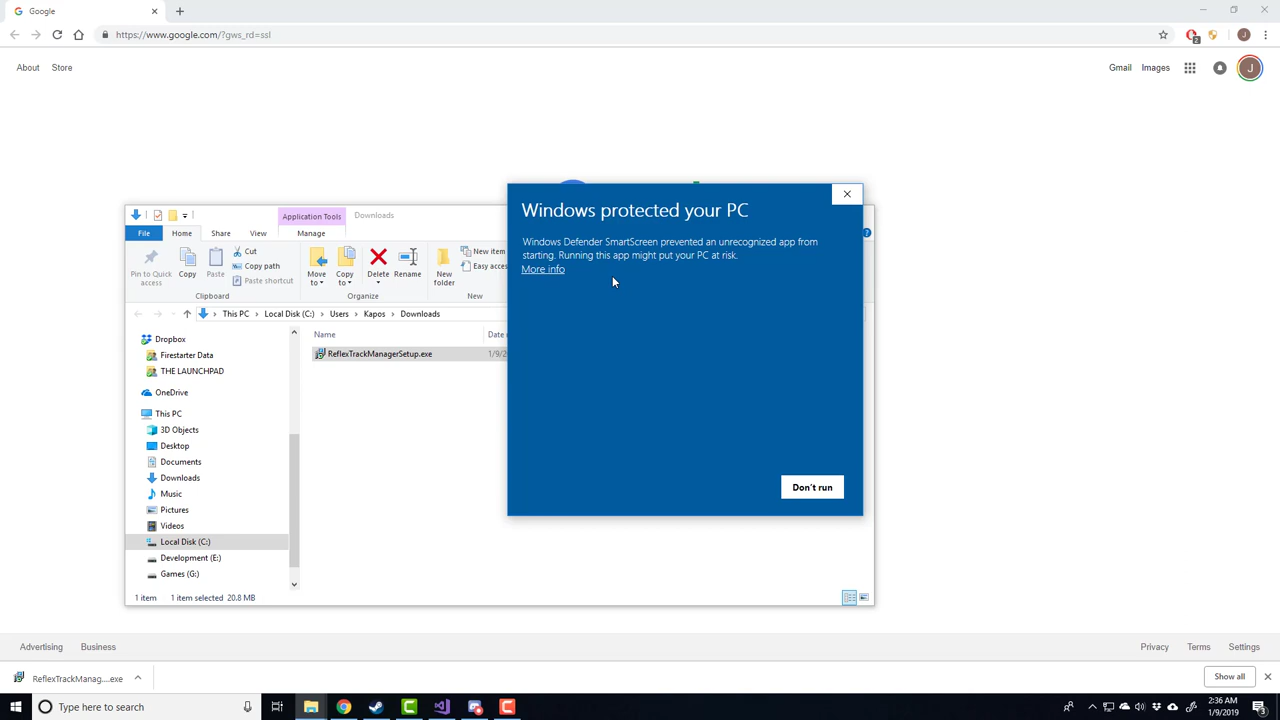 Google
https://www.google.com/?gws_rd=ssl
2
J
About Store
Gmail Images
J
Application Tools Downloads
File Home Share View Manage
Pin to Quick access
Copy
Paste
Cut
Copy path
Paste shortcut
Move to
Copy to
Delete
Rename
New folder
New item
Easy acce
Clipboard
Organize
New
This PC > Local Disk (C:) > Users > Kapos > Downloads
Name
Date
ReflexTrackManagerSetup.exe
1/9/2
Dropbox
Firestarter Data
THE LAUNCHPAD
OneDrive
This PC
3D Objects
Desktop
Documents
Downloads
Music
Pictures
Videos
Local Disk (C:)
Development (E:)
Games (G:)
1 item 1 item selected 20.8 MB
Windows protected your PC
Windows Defender SmartScreen prevented an unrecognized app from
starting. Running this app might put your PC at risk.
More info
Don't run
Advertising Business
Privacy Terms Settings
ReflexTrackManag....exe
Show all
Type here to search
2:36 AM
1/9/2019
3